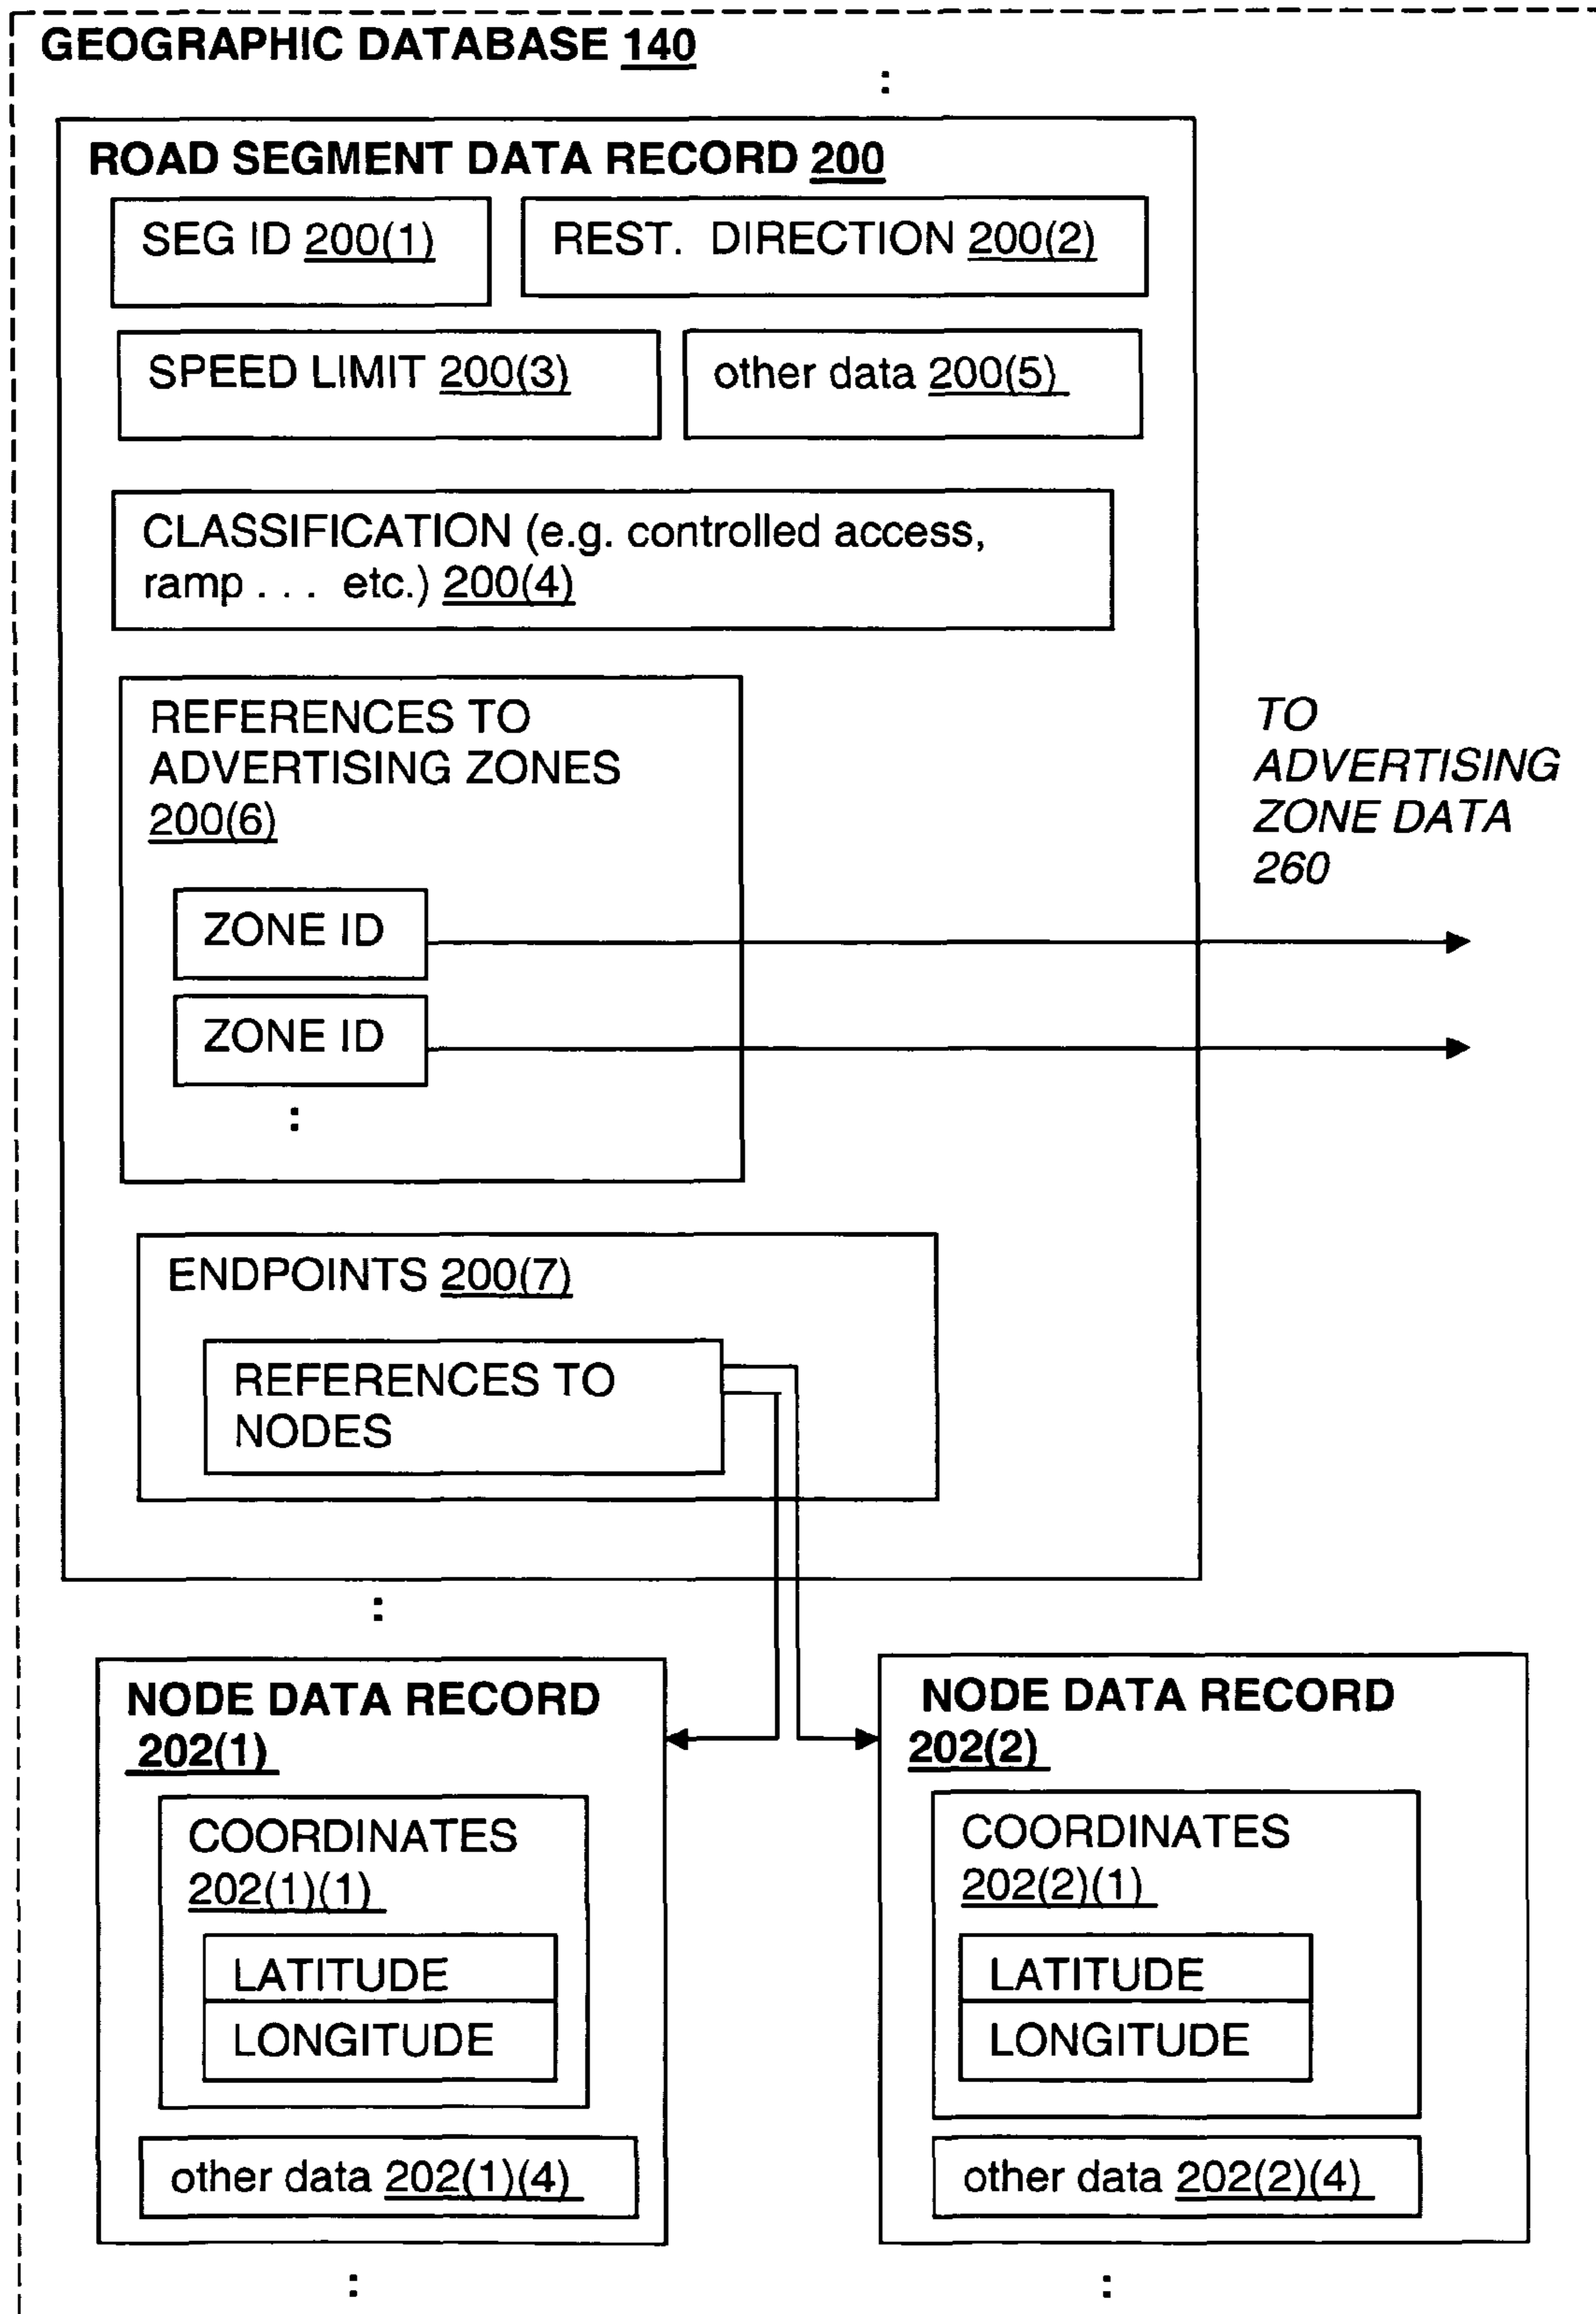 GEOGRAPHIC DATABASE 140
:
ROAD SEGMENT DATA RECORD 200
SEG ID 200(1)
REST. DIRECTION 200(2)
SPEED LIMIT 200(3)
other data 200(5)
CLASSIFICATION (e.g. controlled access,
ramp . . . etc.) 200(4)
REFERENCES TO
ADVERTISING ZONES
200(6)
ZONE ID
ZONE ID
:
TO
ADVERTISING
ZONE DATA
260
ENDPOINTS 200(7)
REFERENCES TO
NODES
:
NODE DATA RECORD
202(1)
COORDINATES
202(1)(1)
LATITUDE
LONGITUDE
other data 202(1)(4)
:
NODE DATA RECORD
202(2)
COORDINATES
202(2)(1)
LATITUDE
LONGITUDE
other data 202(2)(4)
: